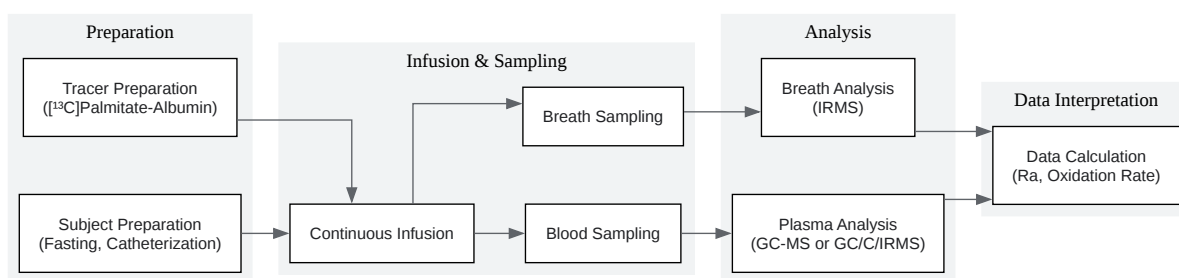 Preparation
Tracer Preparation
([¹³C]Palmitate-Albumin)
Subject Preparation
(Fasting, Catheterization)
Infusion & Sampling
Continuous Infusion
Breath Sampling
Blood Sampling
Analysis
Breath Analysis
(IRMS)
Plasma Analysis
(GC-MS or GC/C/IRMS)
Data Interpretation
Data Calculation
(Ra, Oxidation Rate)